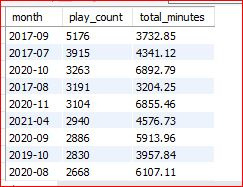 month play_count total_minutes
2017-09 5176 3732.85
2017-07 3915 4341.12
2020-10 3263 6892.79
2017-08 3191 3204.25
2020-11 3104 6855.46
2021-04 2940 4576.73
2020-09 2886 5913.96
2019-10 2830 3957.84
2020-08 2668 6107.11